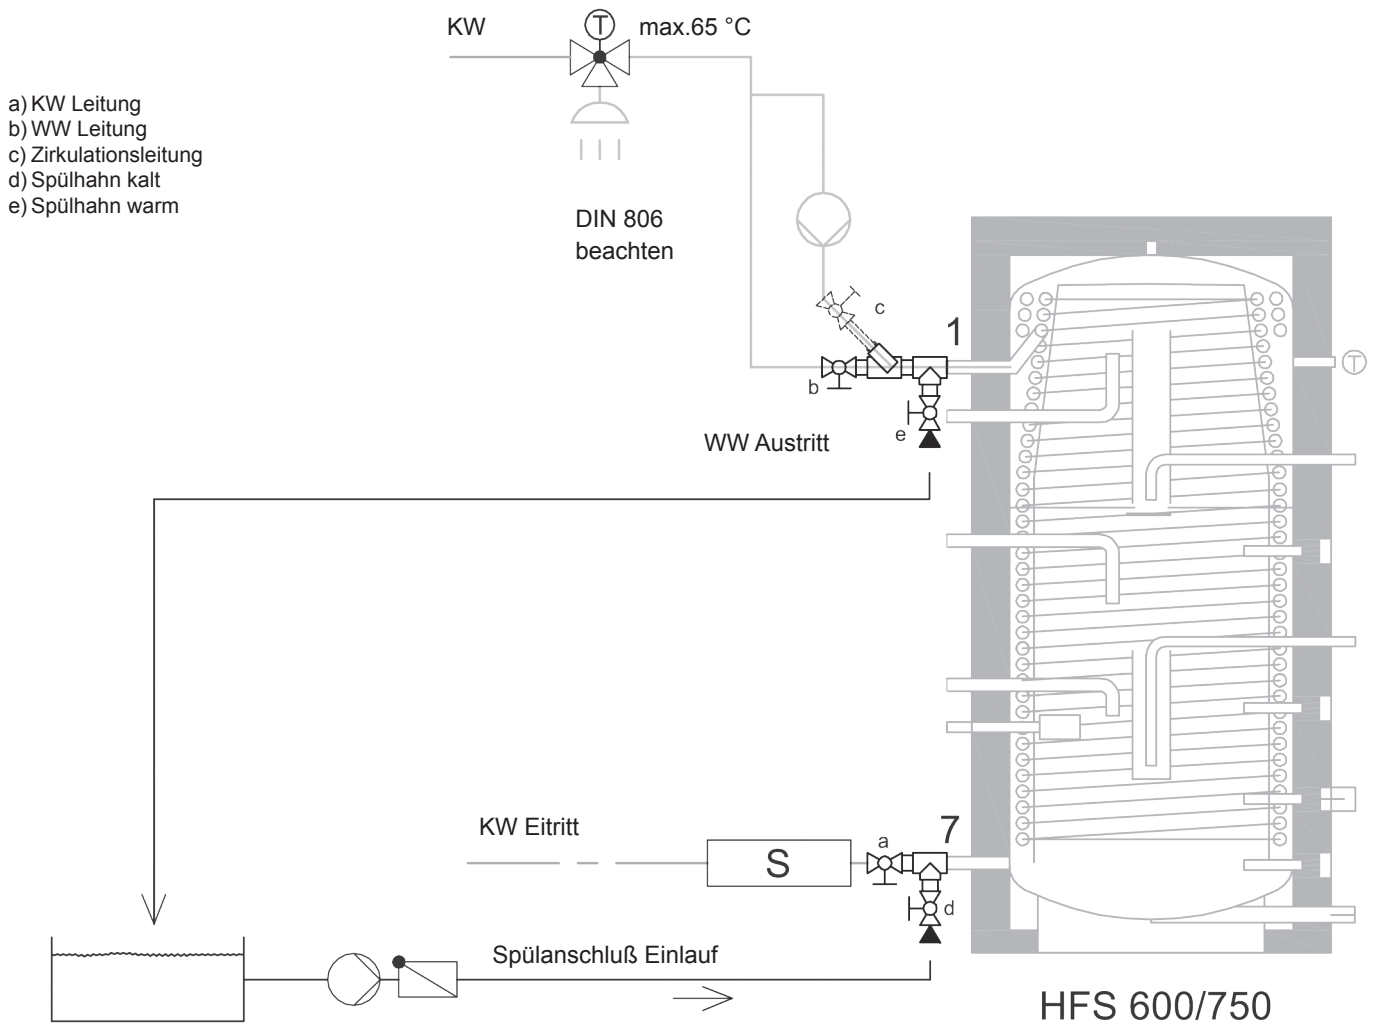 KW
T
max.65 °C
a) KW Leitung
b) WW Leitung
c) Zirkulationsleitung
d) Spülhahn kalt
e) Spülhahn warm
DIN 806
beachten
c
1
T
b
e
WW Austritt
KW Eitritt
7
a
S
d
Spülanschluß Einlauf
HFS 600/750